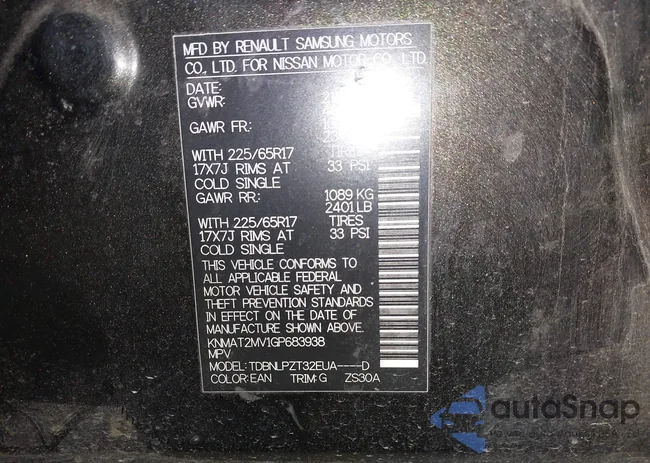 MFD BY RENAULT SAMSUNG MOTORS
CO., LTD. FOR NISSAN MOTOR CO., LTD
DATE:
GVWR:
GAWR FR:
WITH 225/65R17 TIRES
17X7J RIMS AT 33 PSI
COLD SINGLE
GAWR RR: 1089 KG
2401 LB
WITH 225/65R17 TIRES
17X7J RIMS AT 33 PSI
COLD SINGLE
THIS VEHICLE CONFORMS TO
ALL APPLICABLE FEDERAL
MOTOR VEHICLE SAFETY AND
THEFT PREVENTION STANDARDS
IN EFFECT ON THE DATE OF
MANUFACTURE SHOWN ABOVE.
KNMAT2MV1GP683938
MPV
MODEL: TDBNLPZT32EUA----D
COLOR: EAN TRIM: G ZS30A
autoSnap